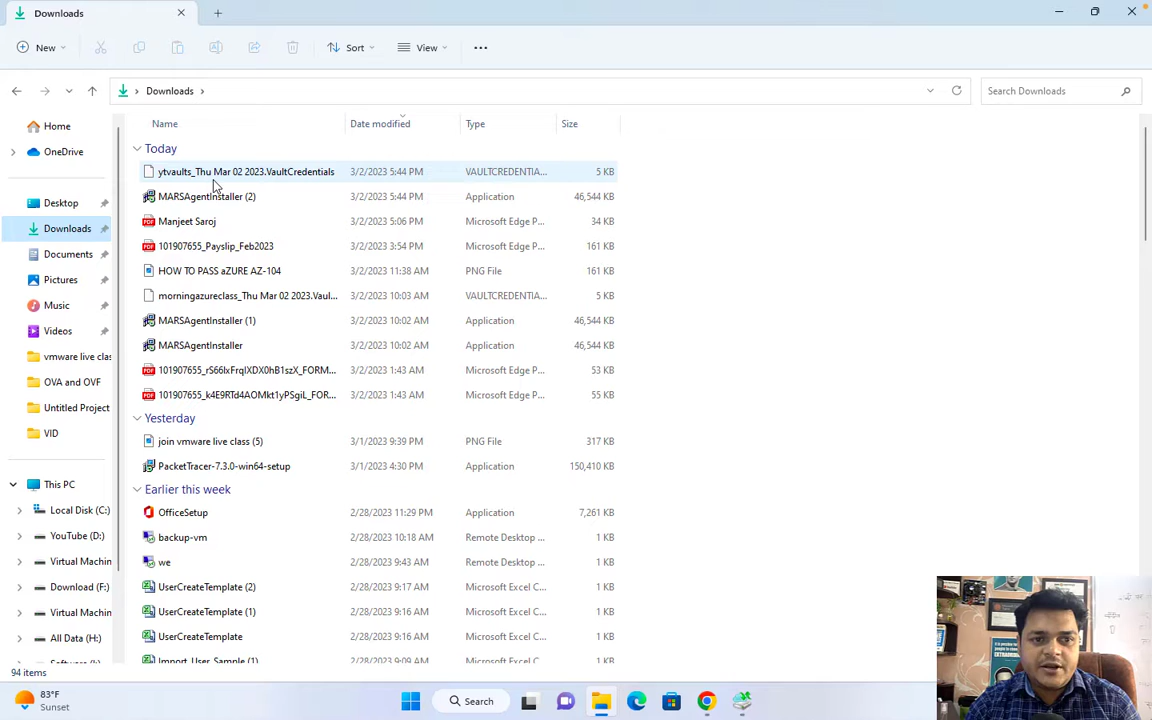 Downloads
New
Sort
View
Downloads
Search Downloads
Home
OneDrive
Desktop
Downloads
Documents
Pictures
Music
Videos
vmware live clas
OVA and OVF
Untitled Project
VID
This PC
Local Disk (C:)
YouTube (D:)
Virtual Machin
Download (F:)
Virtual Machin
All Data (H:)
Name Date modified Type Size
Today
ytvaults_Thu Mar 02 2023.VaultCredentials 3/2/2023 5:44 PM VAULTCREDENTIA... 5 KB
MARSAgentInstaller (2) 3/2/2023 5:44 PM Application 46,544 KB
Manjeet Saroj 3/2/2023 5:06 PM Microsoft Edge P... 34 KB
101907655_Payslip_Feb2023 3/2/2023 3:54 PM Microsoft Edge P... 161 KB
HOW TO PASS aZURE AZ-104 3/2/2023 11:38 AM PNG File 161 KB
morningazureclass_Thu Mar 02 2023.Vaul... 3/2/2023 10:03 AM VAULTCREDENTIA... 5 KB
MARSAgentInstaller (1) 3/2/2023 10:02 AM Application 46,544 KB
MARSAgentInstaller 3/2/2023 10:02 AM Application 46,544 KB
3/2/2023 1:43 AM Microsoft Edge P... 53 KB
3/2/2023 1:43 AM Microsoft Edge P... 55 KB
Yesterday
join vmware live class (5) 3/1/2023 9:39 PM PNG File 317 KB
PacketTracer-7.3.0-win64-setup 3/1/2023 4:30 PM Application 150,410 KB
Earlier this week
OfficeSetup 2/28/2023 11:29 PM Application 7,261 KB
backup-vm 2/28/2023 10:18 AM Remote Desktop ... 1 KB
we 2/28/2023 9:43 AM Remote Desktop ... 1 KB
UserCreateTemplate (2) 2/28/2023 9:17 AM Microsoft Excel C... 1 KB
UserCreateTemplate (1) 2/28/2023 9:16 AM Microsoft Excel C... 1 KB
UserCreateTemplate 2/28/2023 9:16 AM Microsoft Excel C... 1 KB
Import_User_Sample (1) 2/28/2023 9:09 AM Microsoft Excel C... 1 KB
94 items
83°F
Sunset
Search